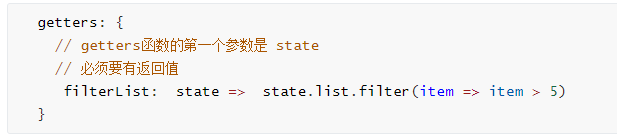 getters: {
// getters函数的第一个参数是 state
// 必须要有返回值
filterList:  state =>  state.list.filter(item => item > 5)
}